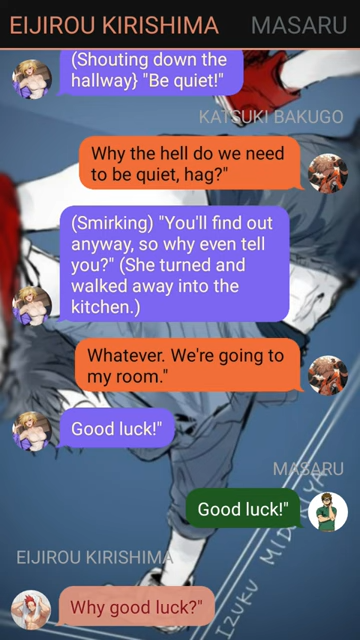 EIJIROU KIRISHIMA MASARU
(Shouting down the
hallway} "Be quiet!"
KATSUKI BAKUGO
Why the hell do we need
to be quiet, hag?"
(Smirking) "You'll find out
anyway, so why even tell
you?" (She turned and
walked away into the
kitchen.)
Whatever. We're going to
my room."
Good luck!"
MASARU
Good luck!"
EIJIROU KIRISHIMA
Why good luck?"
IZUKU MIDORIYA